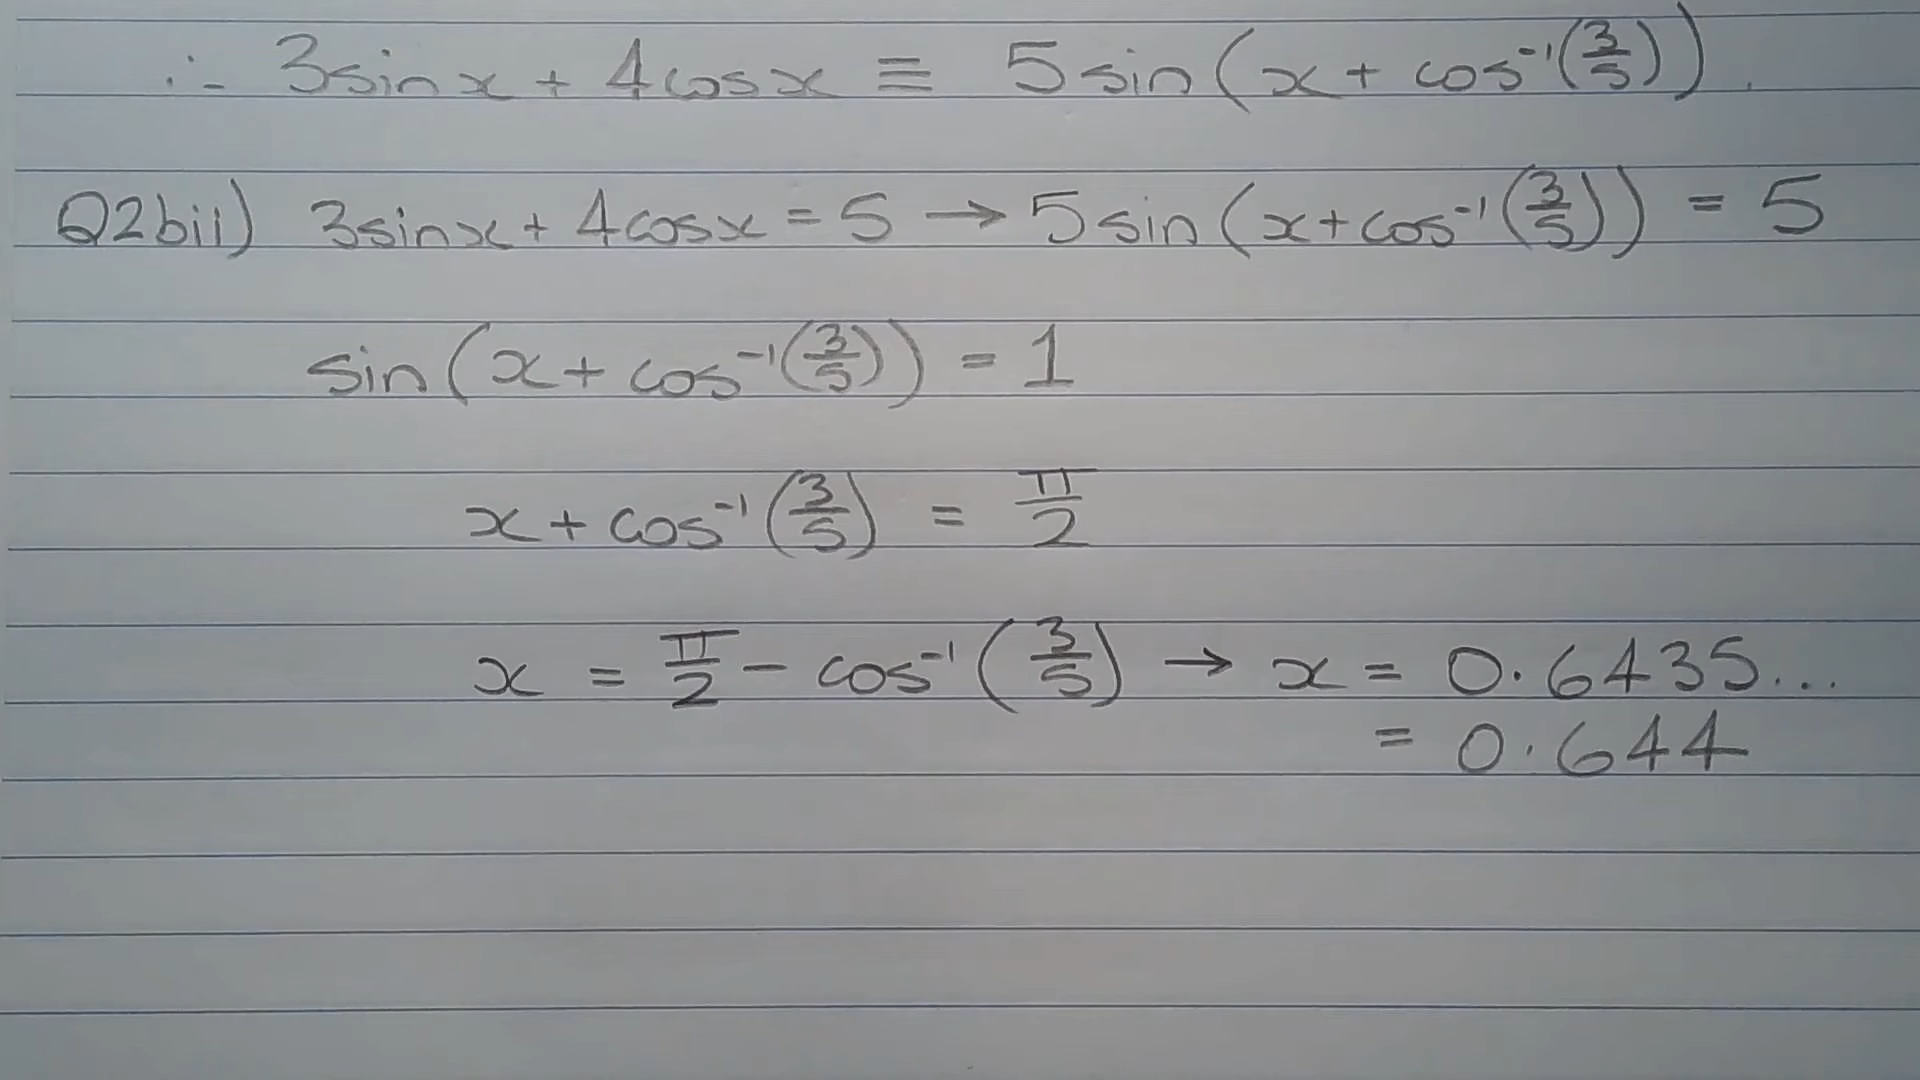 ∴ 3sinx + 4cosx ≡ 5sin(x + cos⁻¹(3/5)).
Q2bii) 3sinx + 4cosx = 5 → 5sin(x + cos⁻¹(3/5)) = 5
sin(x + cos⁻¹(3/5)) = 1
x + cos⁻¹(3/5) = π/2
x = π/2 − cos⁻¹(3/5) → x = 0.6435...
= 0.644